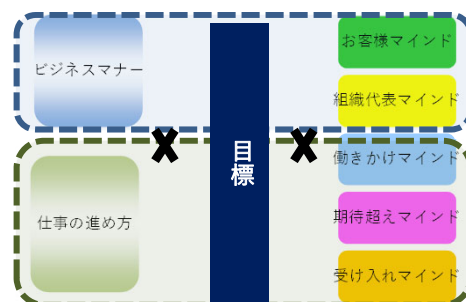 ビジネスマナー
仕事の進め方
目標
お客様マインド
組織代表マインド
働きかけマインド
期待超えマインド
受け入れマインド